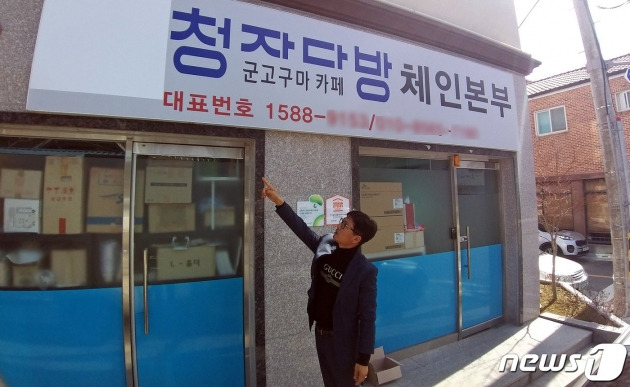 청자다방 체인본부
군고구마 카페
대표번호 1588-
GUCCI
news1